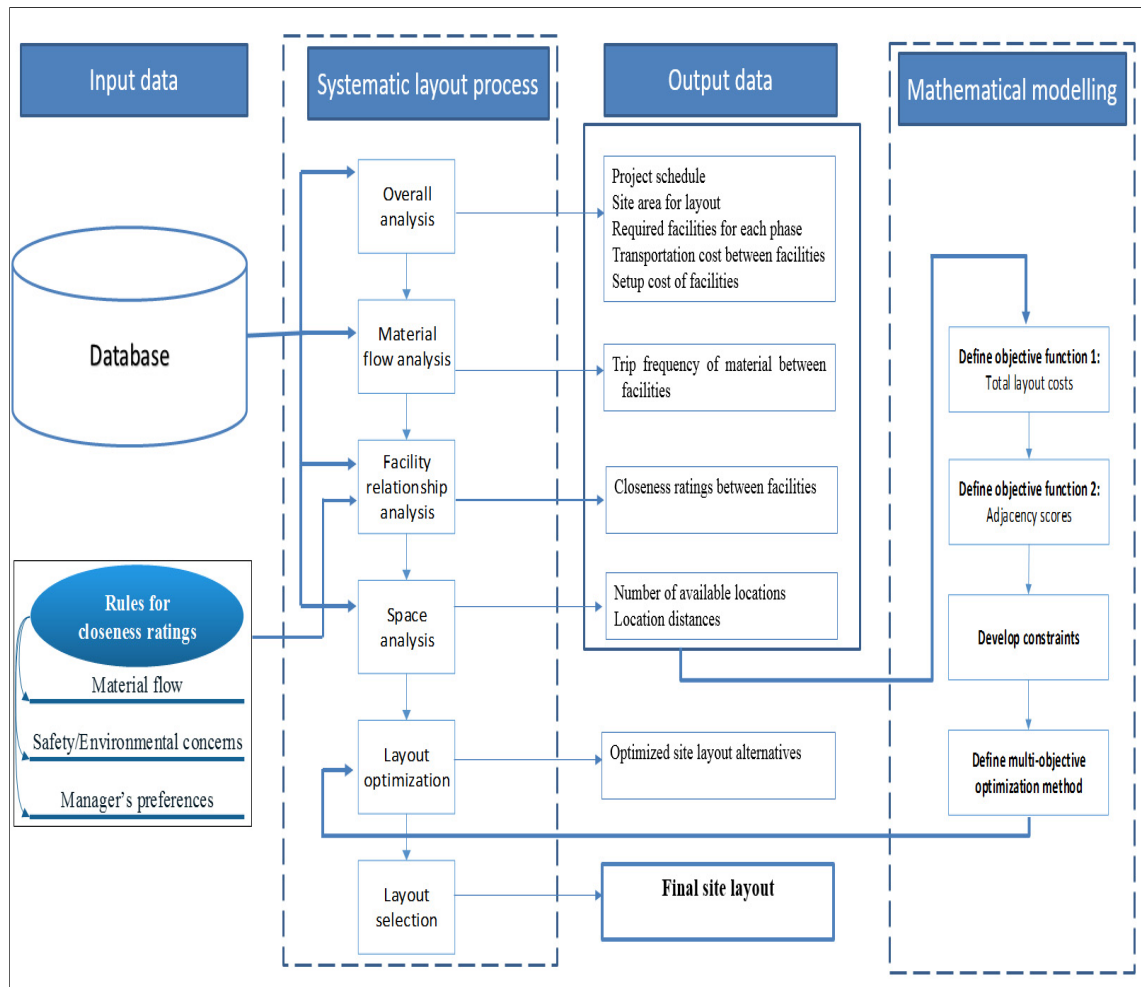 Input data
Systematic layout process
Output data
Mathematical modelling
Database
Rules for
closeness ratings
Material flow
Safety/Environmental concerns
Manager's preferences
Overall
analysis
Material
flow analysis
Facility
relationship
analysis
Space
analysis
Layout
optimization
Layout
selection
Project schedule
Site area for layout
Required facilities for each phase
Transportation cost between facilities
Setup cost of facilities
Trip frequency of material between
facilities
Closeness ratings between facilities
Number of available locations
Location distances
Optimized site layout alternatives
Final site layout
Define objective function 1:
Total layout costs
Define objective function 2:
Adjacency scores
Develop constraints
Define multi-objective
optimization method